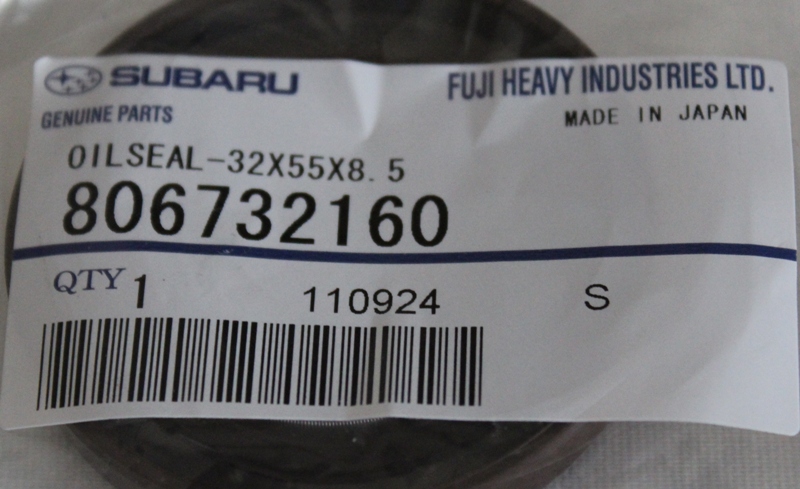 SUBARU FUJI HEAVY INDUSTRIES LTD.
GENUINE PARTS MADE IN JAPAN
OILSEAL-32X55X8.5
806732160
QTY 1 110924 S